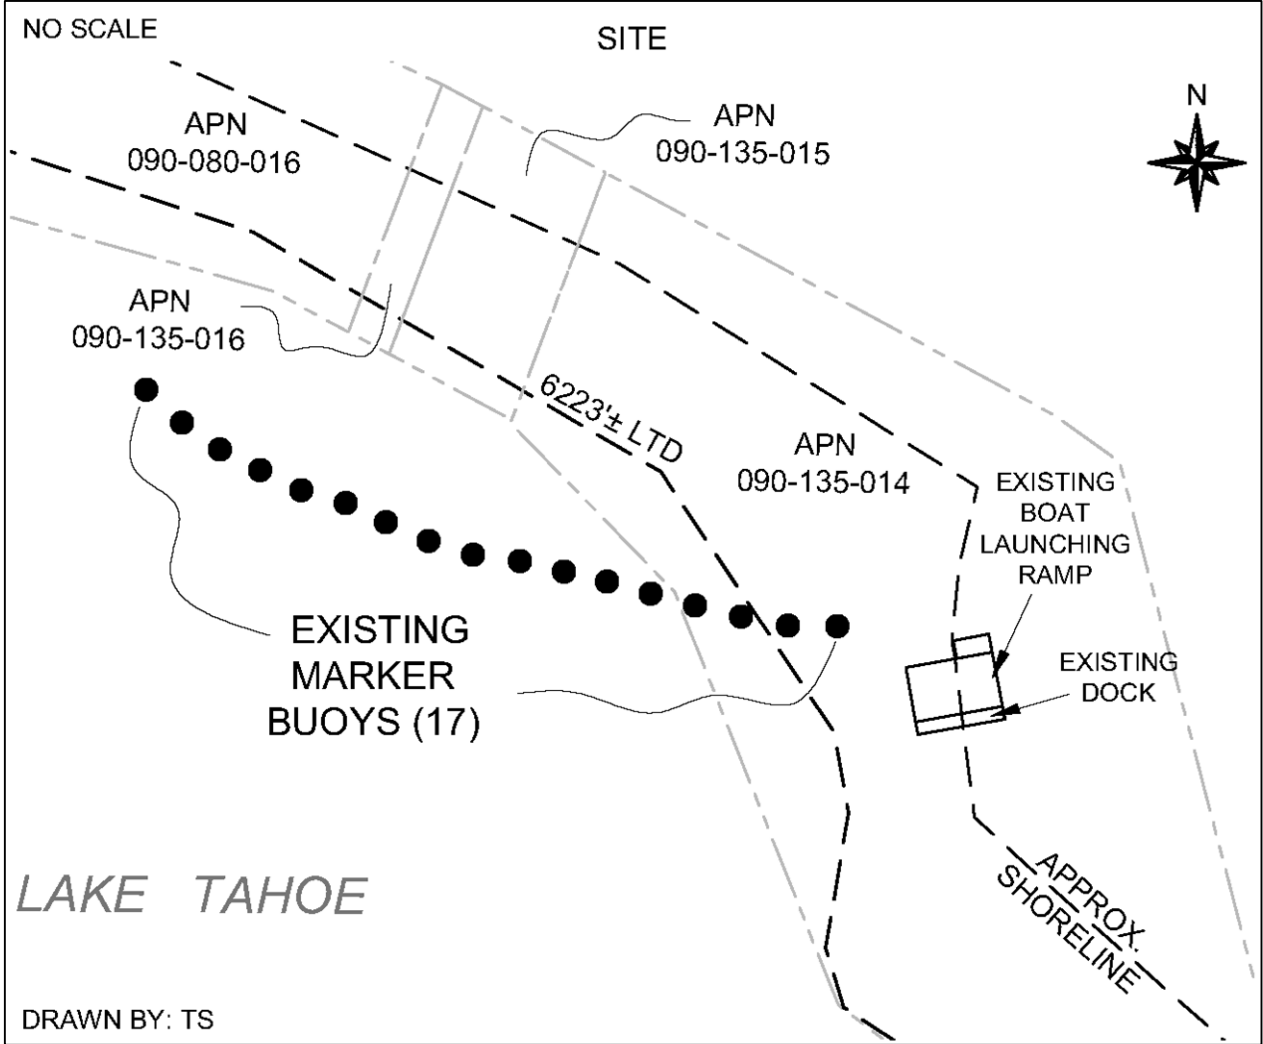 NO SCALE
SITE
N
APN
090-080-016
APN
090-135-015
APN
090-135-016
6223'± LTD
APN
090-135-014
EXISTING
BOAT
LAUNCHING
RAMP
EXISTING
DOCK
EXISTING
MARKER
BUOYS (17)
LAKE TAHOE
APPROX.
SHORELINE
DRAWN BY: TS